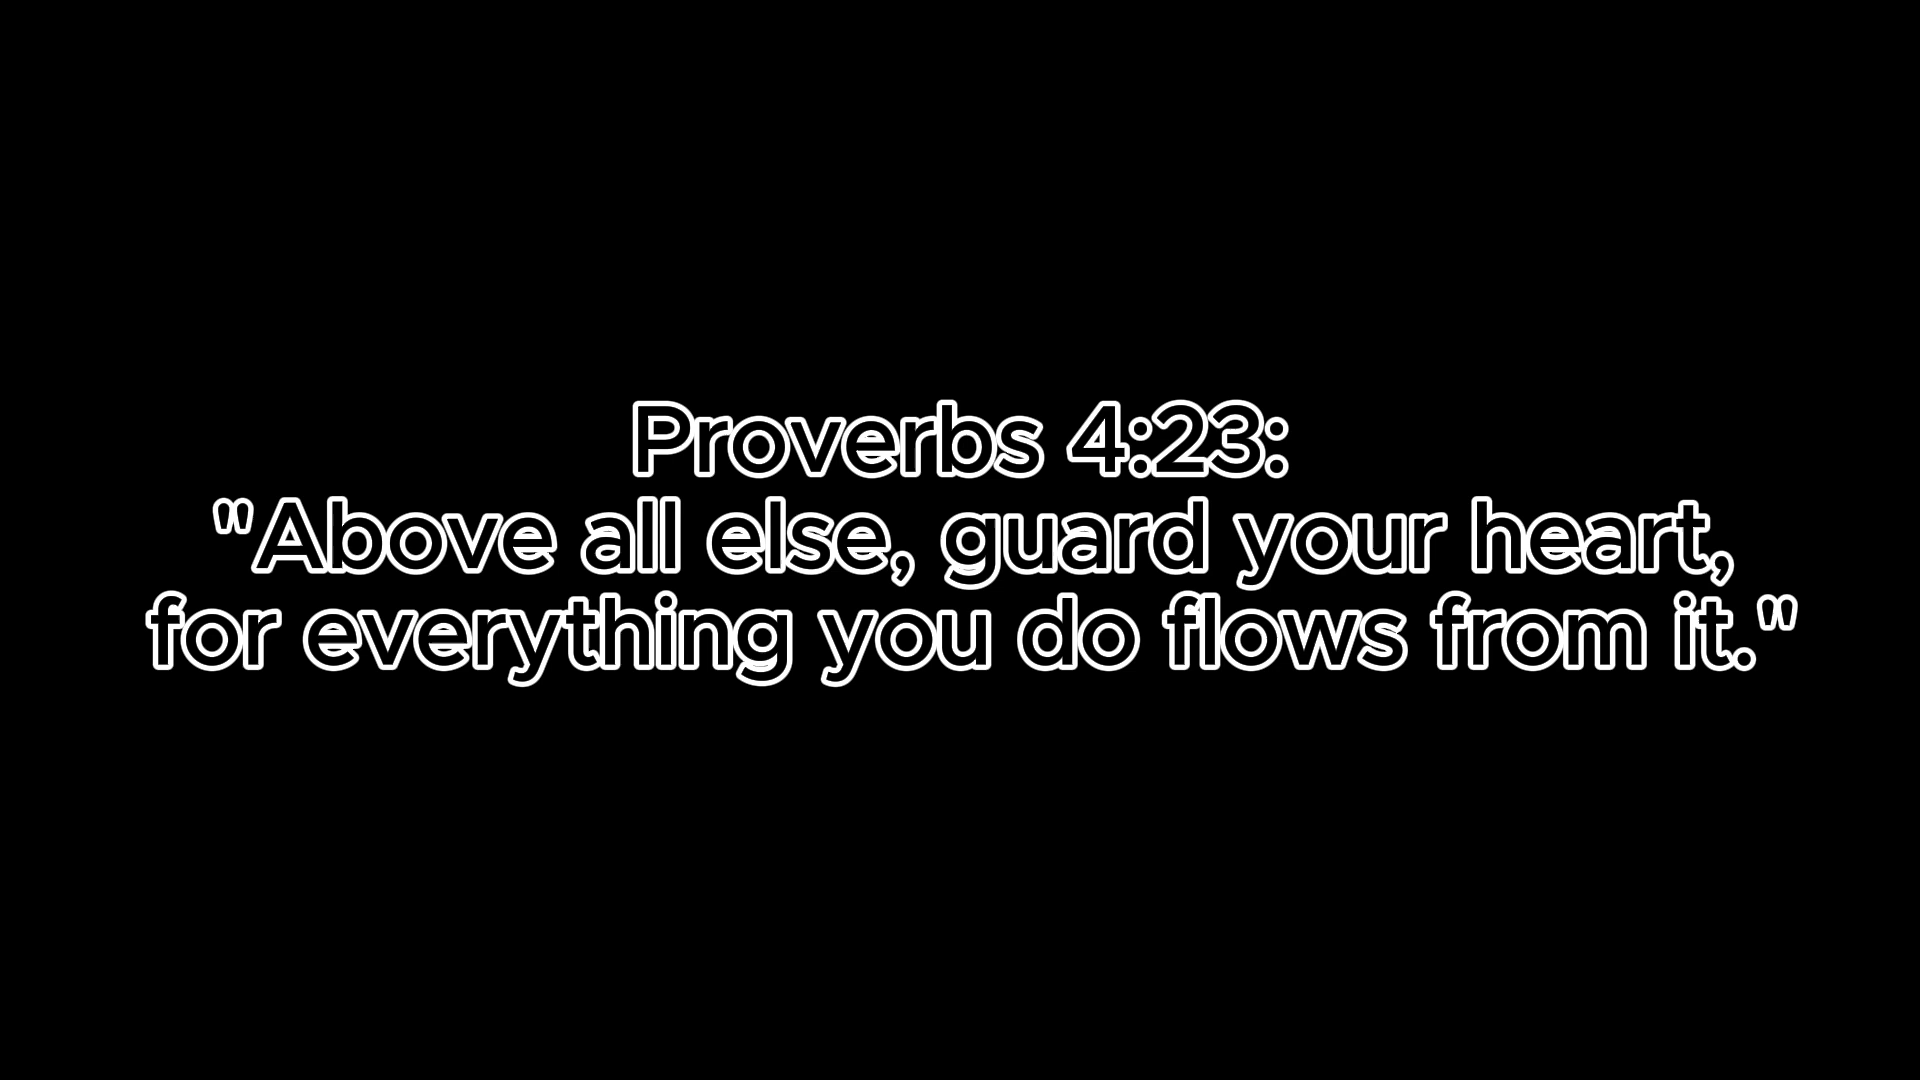 Proverbs 4:23:
"Above all else, guard your heart,
for everything you do flows from it."